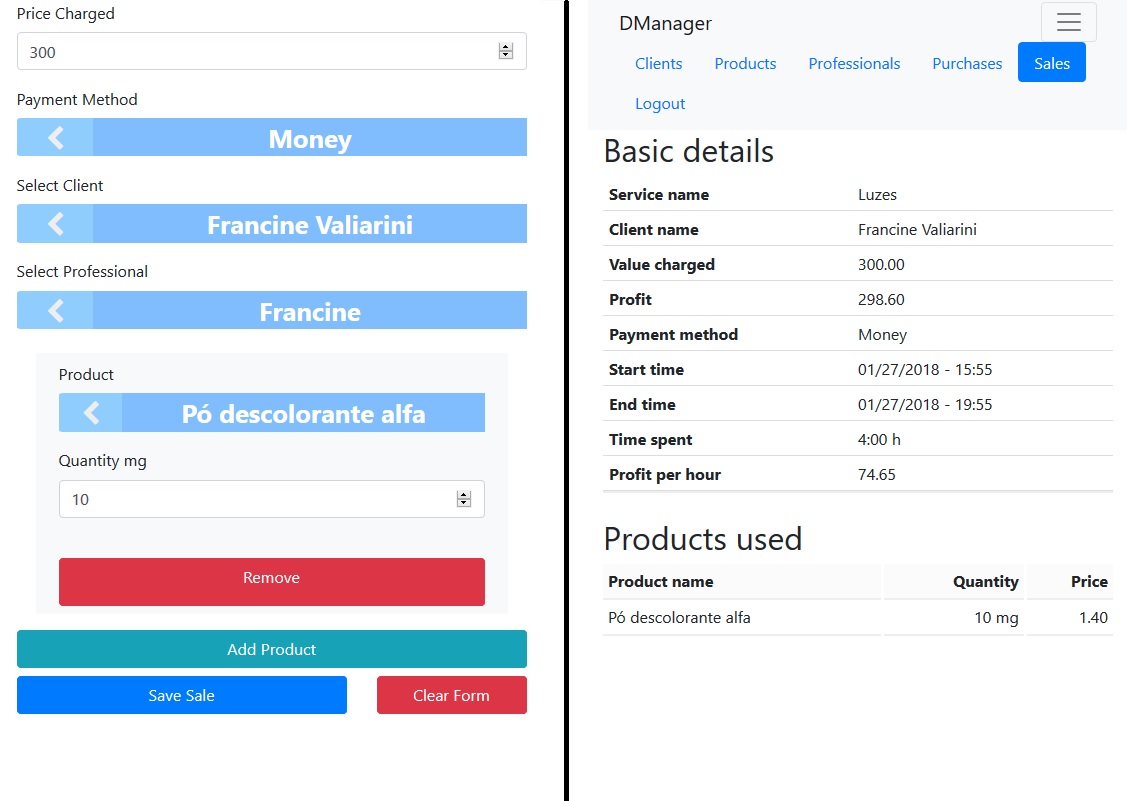 Price Charged
300
Payment Method
Money
Select Client
Francine Valiarini
Select Professional
Francine
Product
Pó descolorante alfa
Quantity mg
10
Remove
Add Product
Save Sale Clear Form
DManager
Clients Products Professionals Purchases Sales
Logout
Basic details
Service name Luzes
Client name Francine Valiarini
Value charged 300.00
Profit 298.60
Payment method Money
Start time 01/27/2018 - 15:55
End time 01/27/2018 - 19:55
Time spent 4:00 h
Profit per hour 74.65
Products used
Product name Quantity Price
Pó descolorante alfa 10 mg 1.40